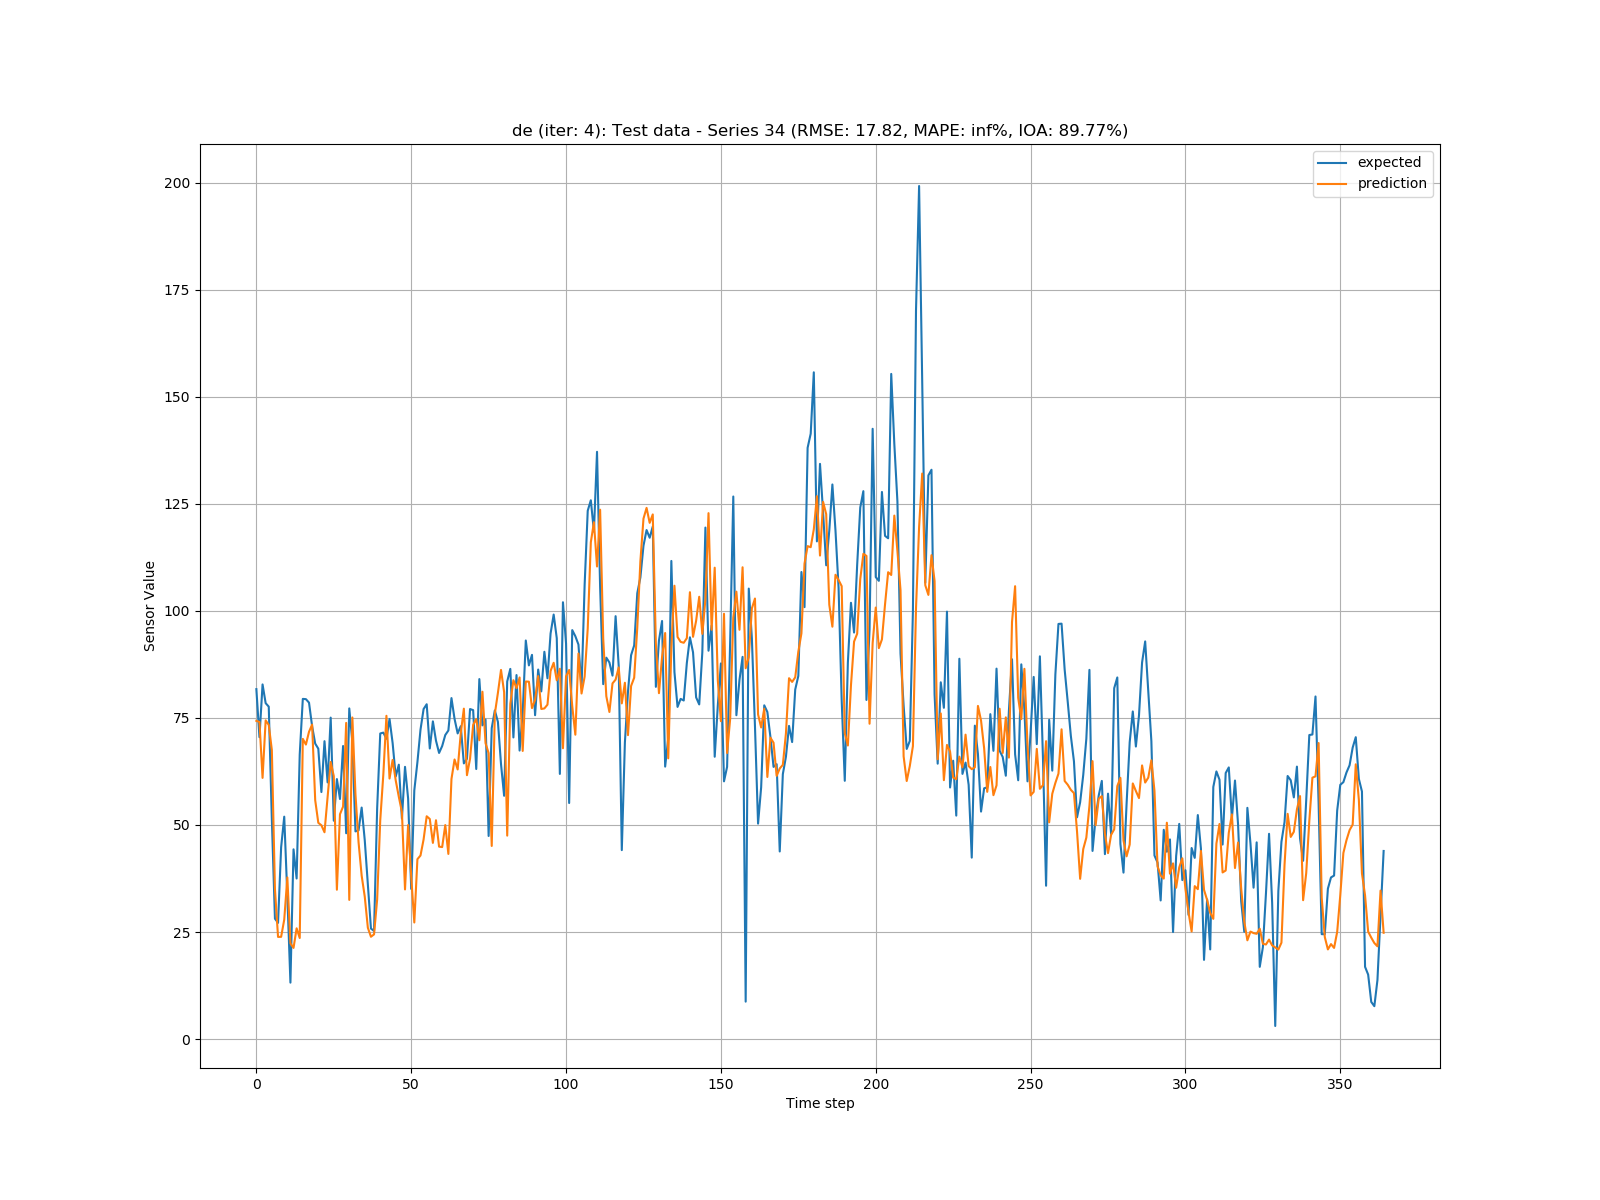 de (iter: 4): Test data - Series 34 (RMSE: 17.82, MAPE: inf%, IOA: 89.77%)
expected
prediction
200
175
150
125
100
75
50
25
0
Sensor Value
0 50 100 150 200 250 300 350
Time step